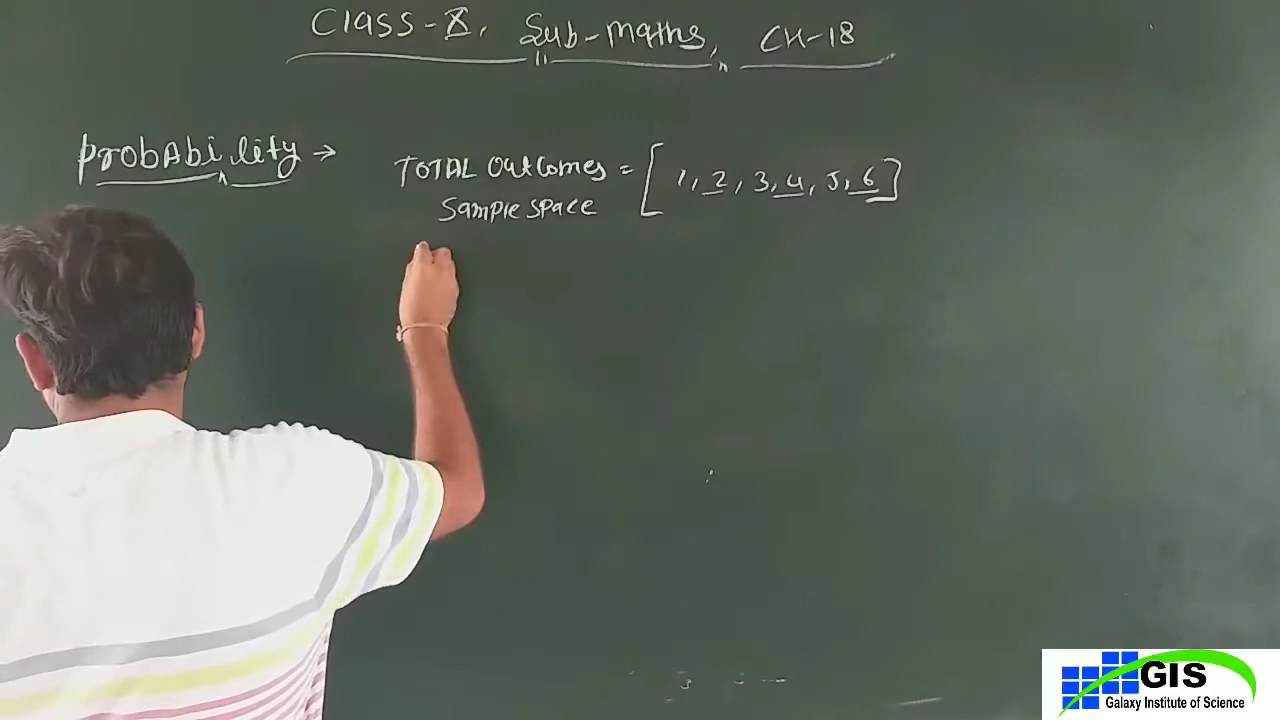 Class-X, Sub-maths, CH-18
probAbility → TOTAL Outcomes = [1, 2, 3, 4, 5, 6]
Sample space
GIS
Galaxy Institute of Science